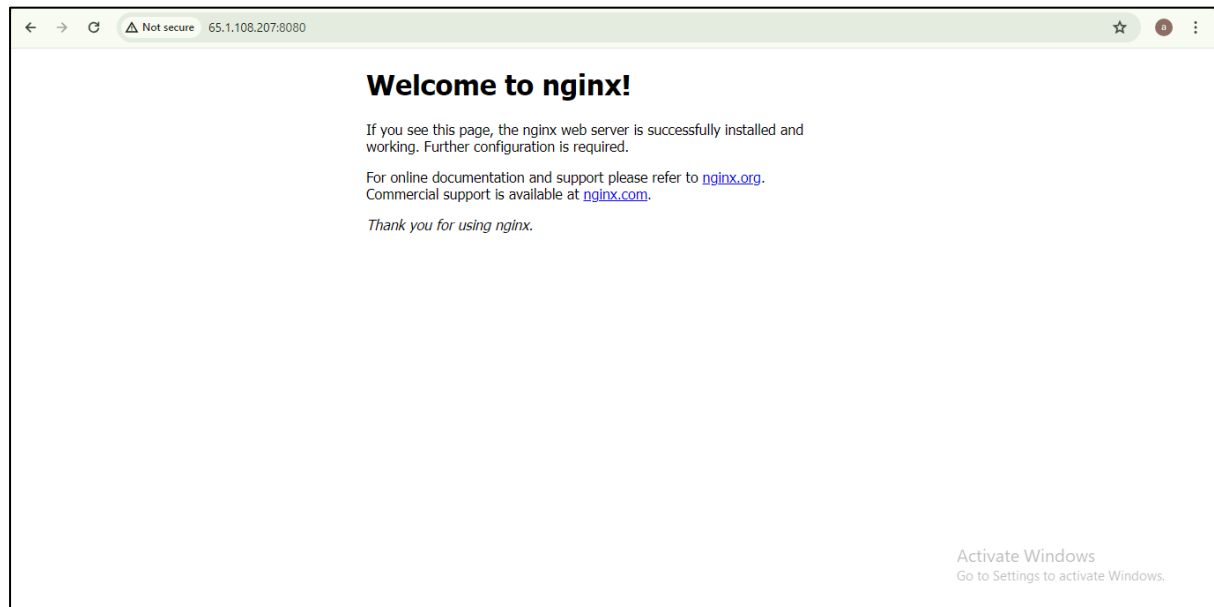 Not secure 65.1.108.207:8080
a
Welcome to nginx!
If you see this page, the nginx web server is successfully installed and
working. Further configuration is required.
For online documentation and support please refer to nginx.org.
Commercial support is available at nginx.com.
Thank you for using nginx.
Activate Windows
Go to Settings to activate Windows.